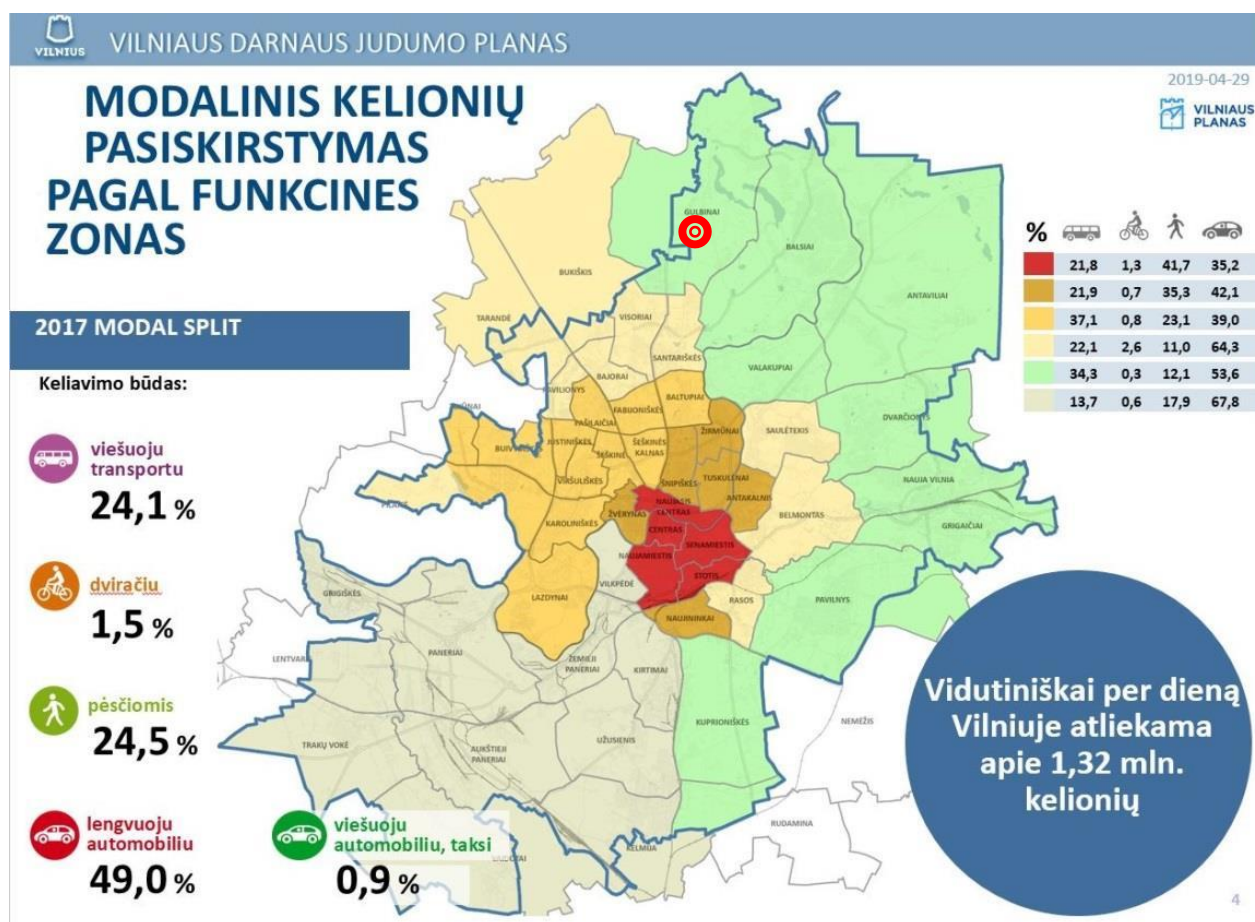 VILNIUS
VILNIAUS DARNAUS JUDUMO PLANAS
2019-04-29
VILNIAUS
PLANAS
MODALINIS KELIONIŲ
PASISKIRSTYMAS
PAGAL FUNKCINES
ZONAS
2017 MODAL SPLIT
Keliavimo būdas:
viešuoju
transportu
24,1 %
dviračiu
1,5 %
pėsčiomis
24,5 %
lengvuoju
automobiliu
49,0 %
viešuoju
automobiliu, taksi
0,9 %
%
21,8 1,3 41,7 35,2
21,9 0,7 35,3 42,1
37,1 0,8 23,1 39,0
22,1 2,6 11,0 64,3
34,3 0,3 12,1 53,6
13,7 0,6 17,9 67,8
GULBINAI
BALSIAI
BUKIŠKIS
ANTAVILIAI
TARANDĖ
VISORIAI
SANTARIŠKĖS
VALAKUPIAI
BAJORAI
BALTUPIAI
FABIJONIŠKĖS
PAŠILAIČIAI
DVARČIONYS
ŽIRMŪNAI
SAULĖTEKIS
JUSTINIŠKĖS
ŠEŠKINĖS
KALNAS
ŠEŠKINĖ
VIRŠULIŠKĖS
ŠNIPIŠKĖS
TUSKULĖNAI
ANTAKALNIS
NAUJA VILNIA
NAUJASIS
CENTRAS
ŽVĖRYNAS
BELMONTAS
KAROLINIŠKĖS
CENTRAS
GRIGAIČIAI
SENAMIESTIS
NAUJAMIESTIS
STOTIS
VILKPĖDĖ
GRIGIŠKĖS
LAZDYNAI
RASOS
PAVILNYS
NAUJININKAI
PANERIAI
LENTVARIS
ŽEMIEJI
PANERIAI
KIRTIMAI
KUPRIONIŠKĖS
NEMĖŽIS
TRAKŲ VOKĖ
AUKŠTIEJI
PANERIAI
UŽUSIENIS
RUDAMINA
KELMIJA
Vidutiniškai per dieną
Vilniuje atliekama
apie 1,32 mln.
kelionių
4